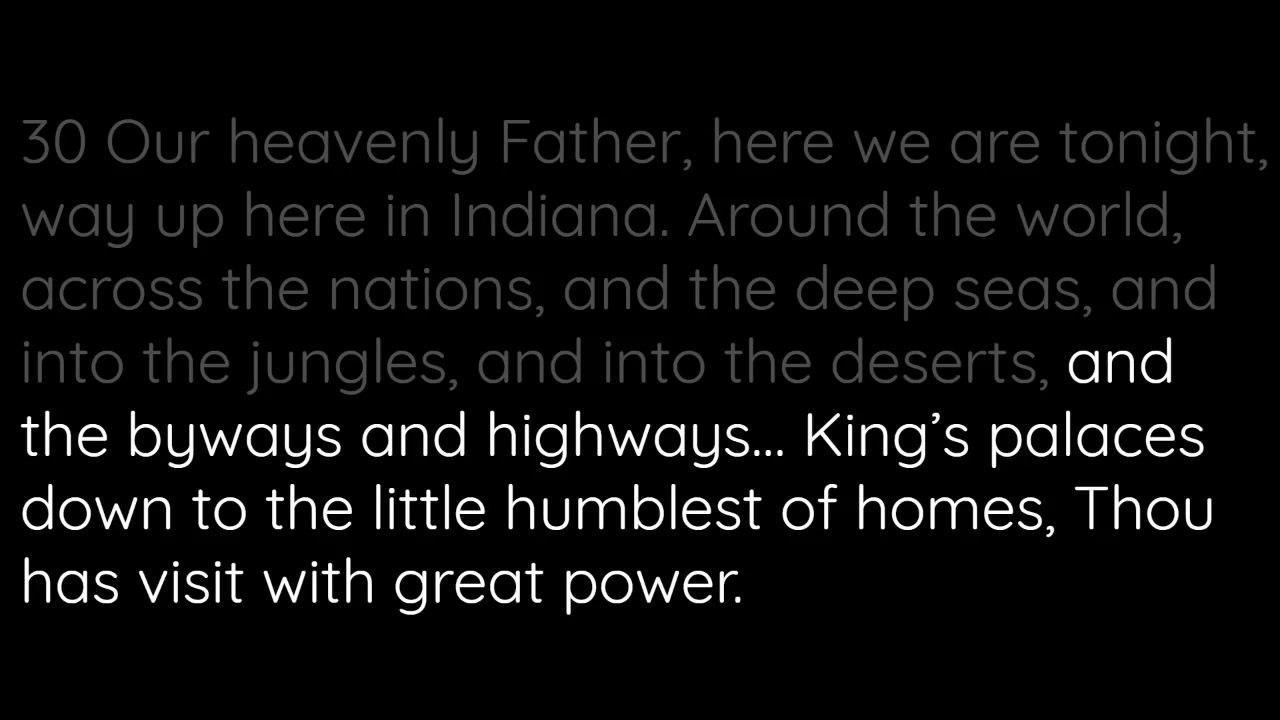 30 Our heavenly Father, here we are tonight,
way up here in Indiana. Around the world,
across the nations, and the deep seas, and
into the jungles, and into the deserts, and
the byways and highways... King’s palaces
down to the little humblest of homes, Thou
has visit with great power.